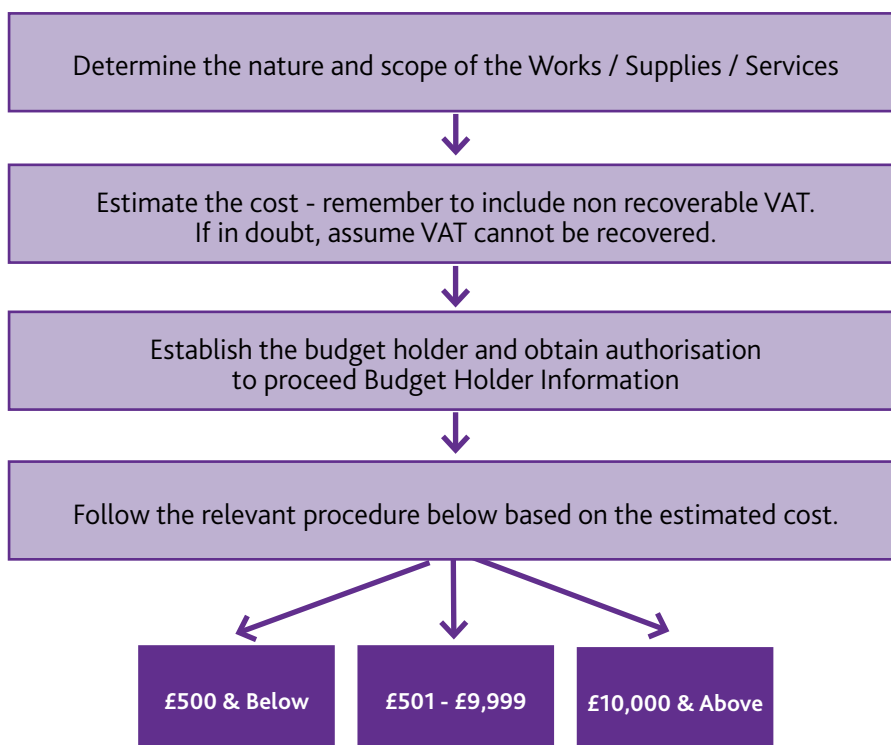 Determine the nature and scope of the Works / Supplies / Services
Estimate the cost - remember to include non recoverable VAT.
If in doubt, assume VAT cannot be recovered.
Establish the budget holder and obtain authorisation
to proceed Budget Holder Information
Follow the relevant procedure below based on the estimated cost.
£500 & Below
£501 - £9,999
£10,000 & Above